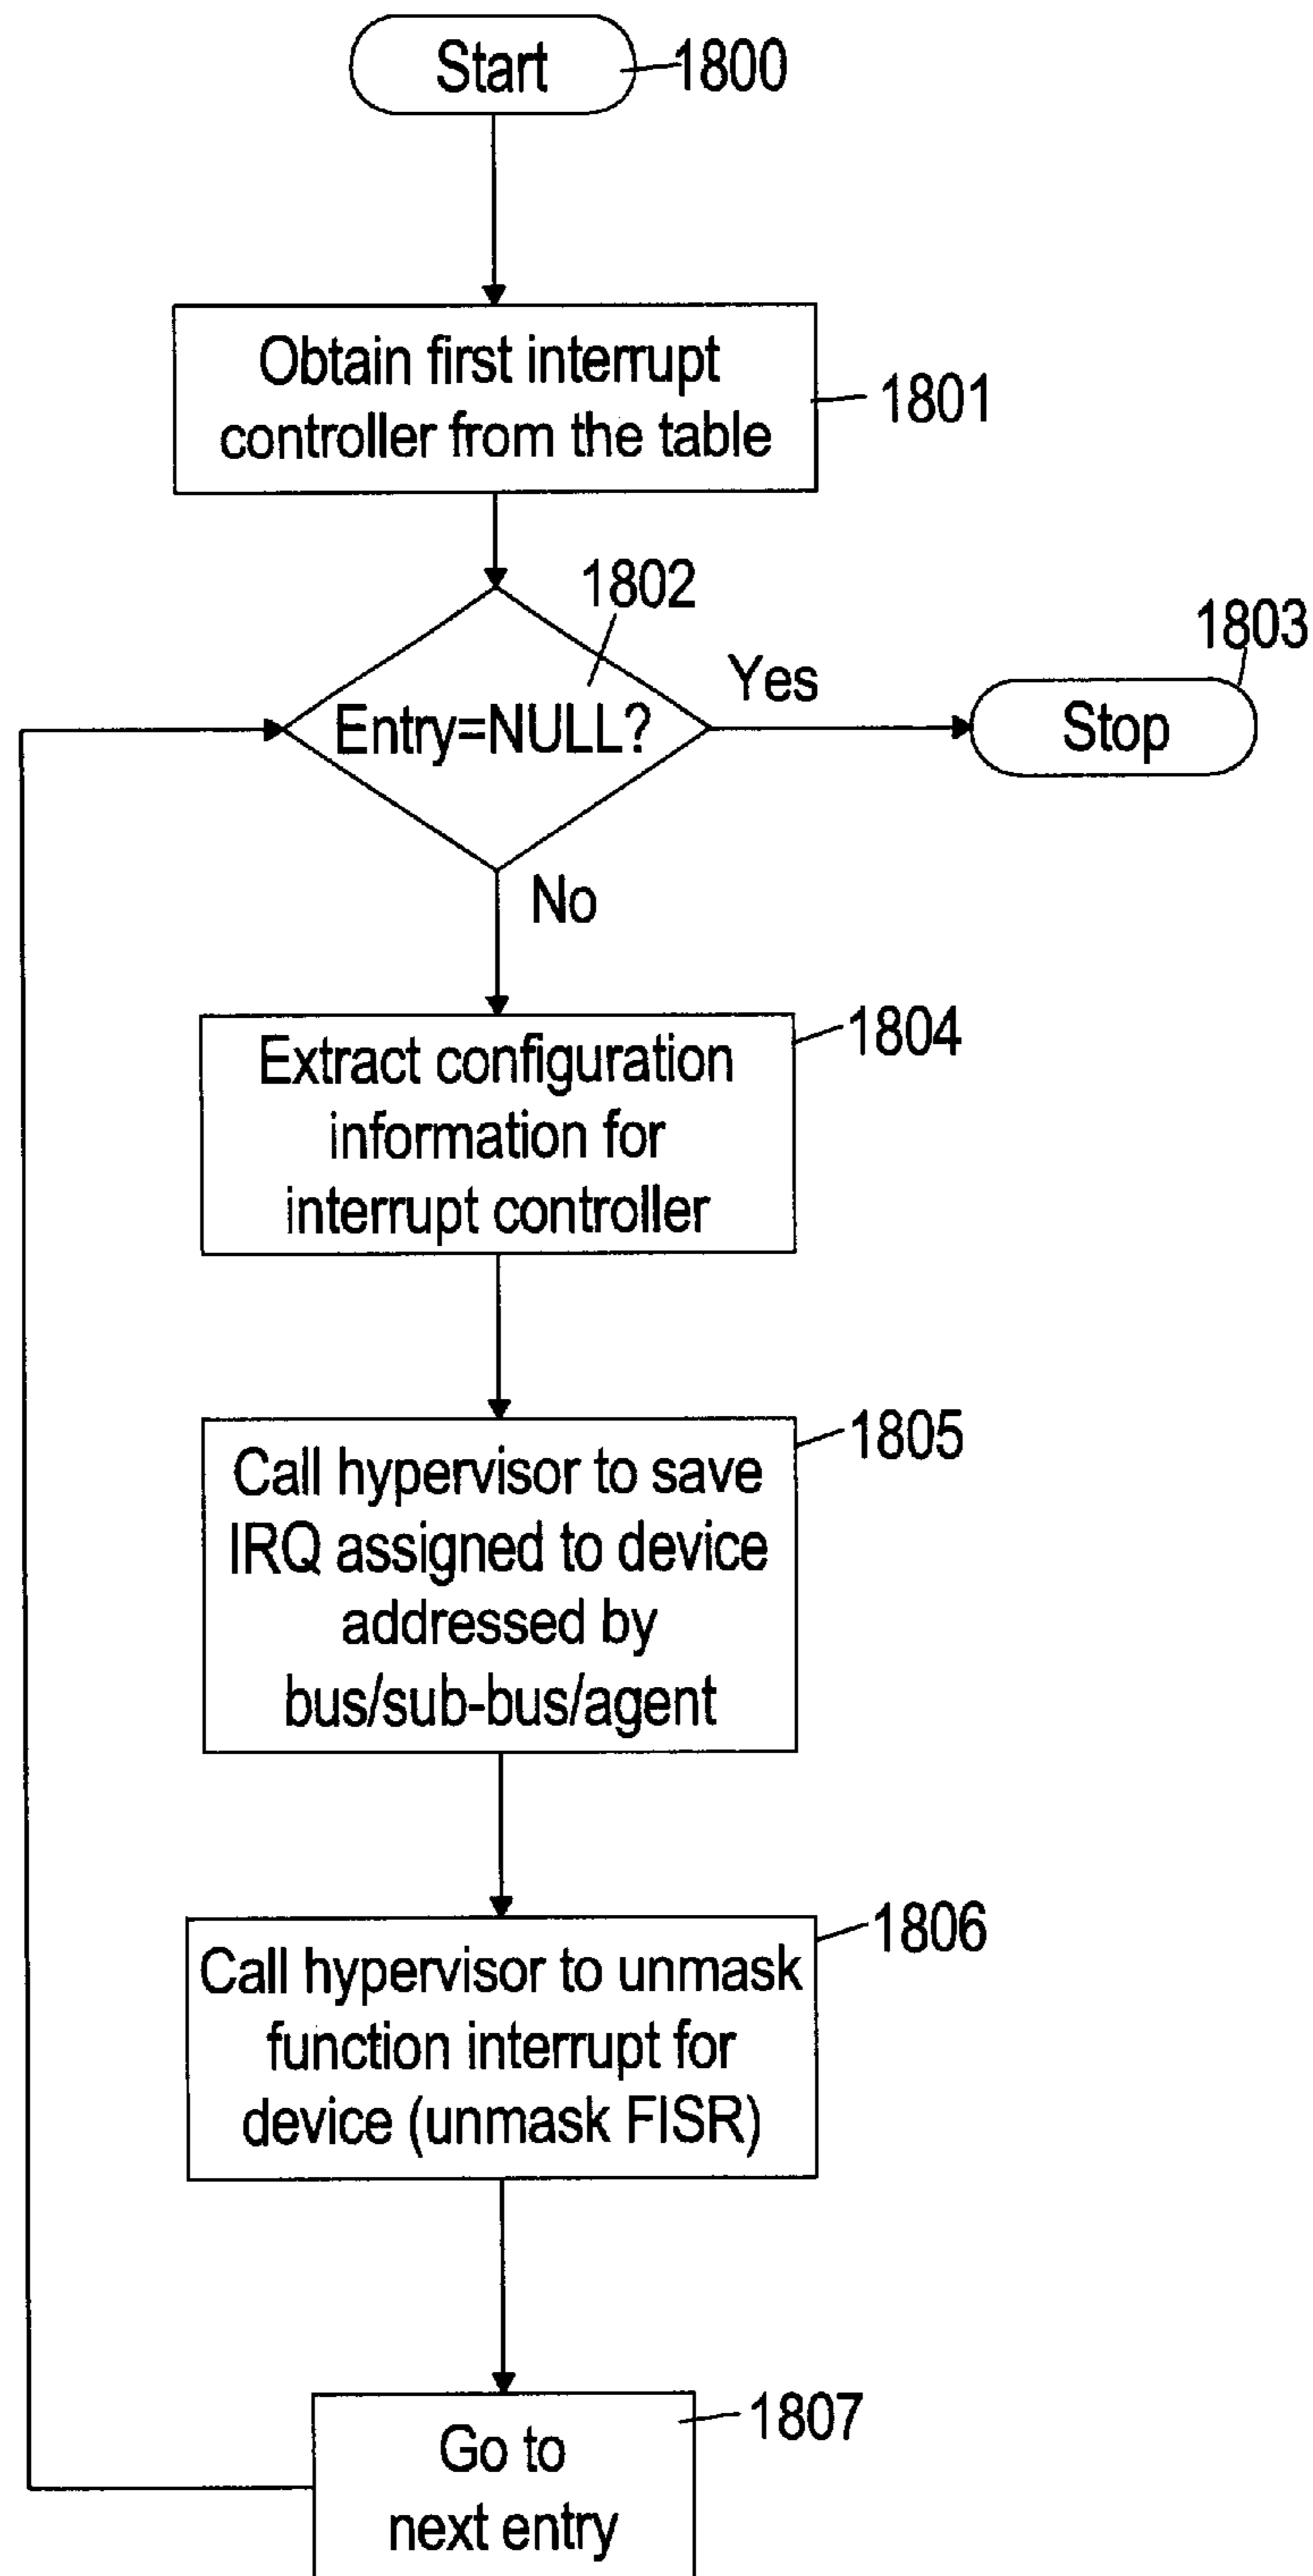 Start
1800
Obtain first interrupt
controller from the table
1801
1802
Entry=NULL?
Yes
1803
Stop
No
Extract configuration
information for
interrupt controller
1804
Call hypervisor to save
IRQ assigned to device
addressed by
bus/sub-bus/agent
1805
Call hypervisor to unmask
function interrupt for
device (unmask FISR)
1806
Go to
next entry
1807